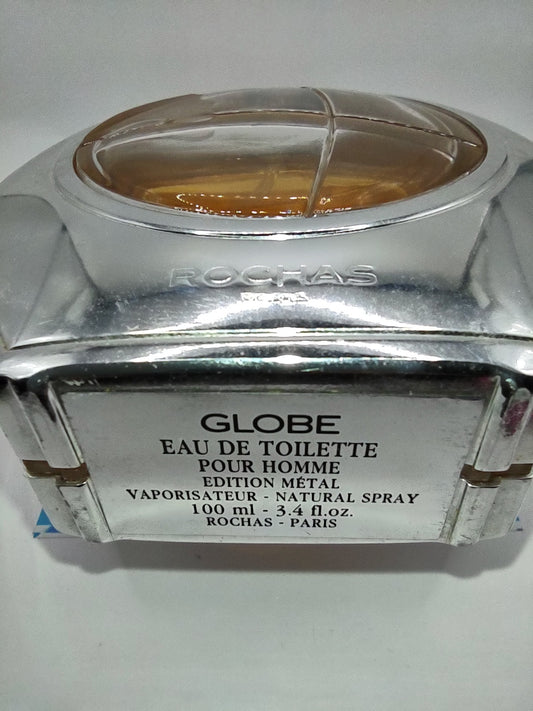 ROCHAS
PARIS
GLOBE
EAU DE TOILETTE
POUR HOMME
EDITION MÉTAL
VAPORISATEUR - NATURAL SPRAY
100 ml - 3.4 fl.oz.
ROCHAS - PARIS